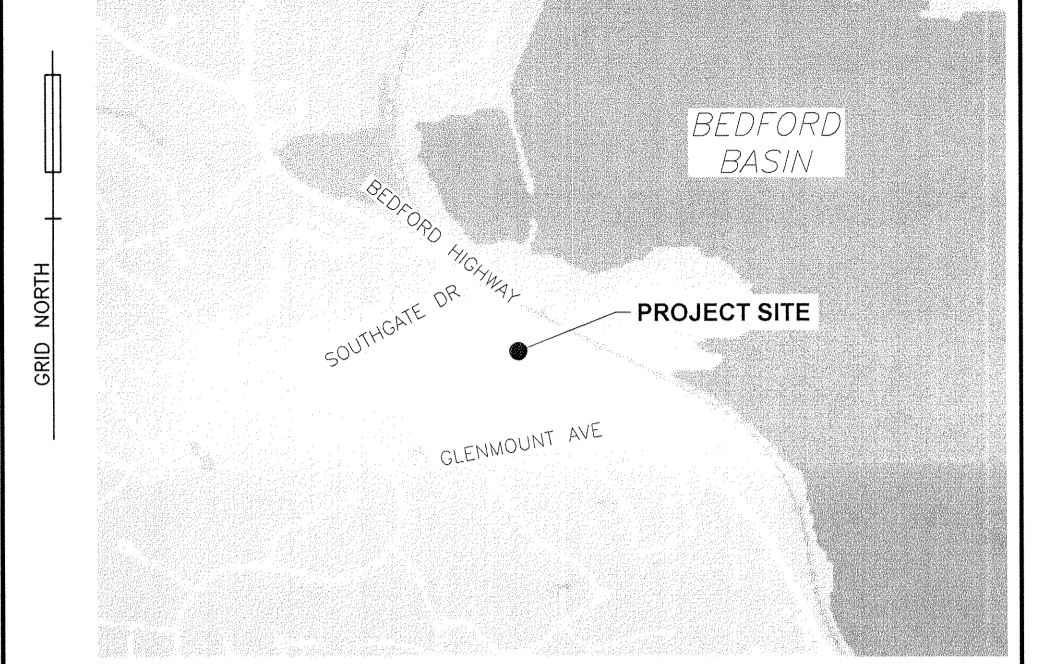 BEDFORD
BASIN
BEDFORD HIGHWAY
SOUTHGATE DR
PROJECT SITE
GLENMOUNT AVE
GRID NORTH